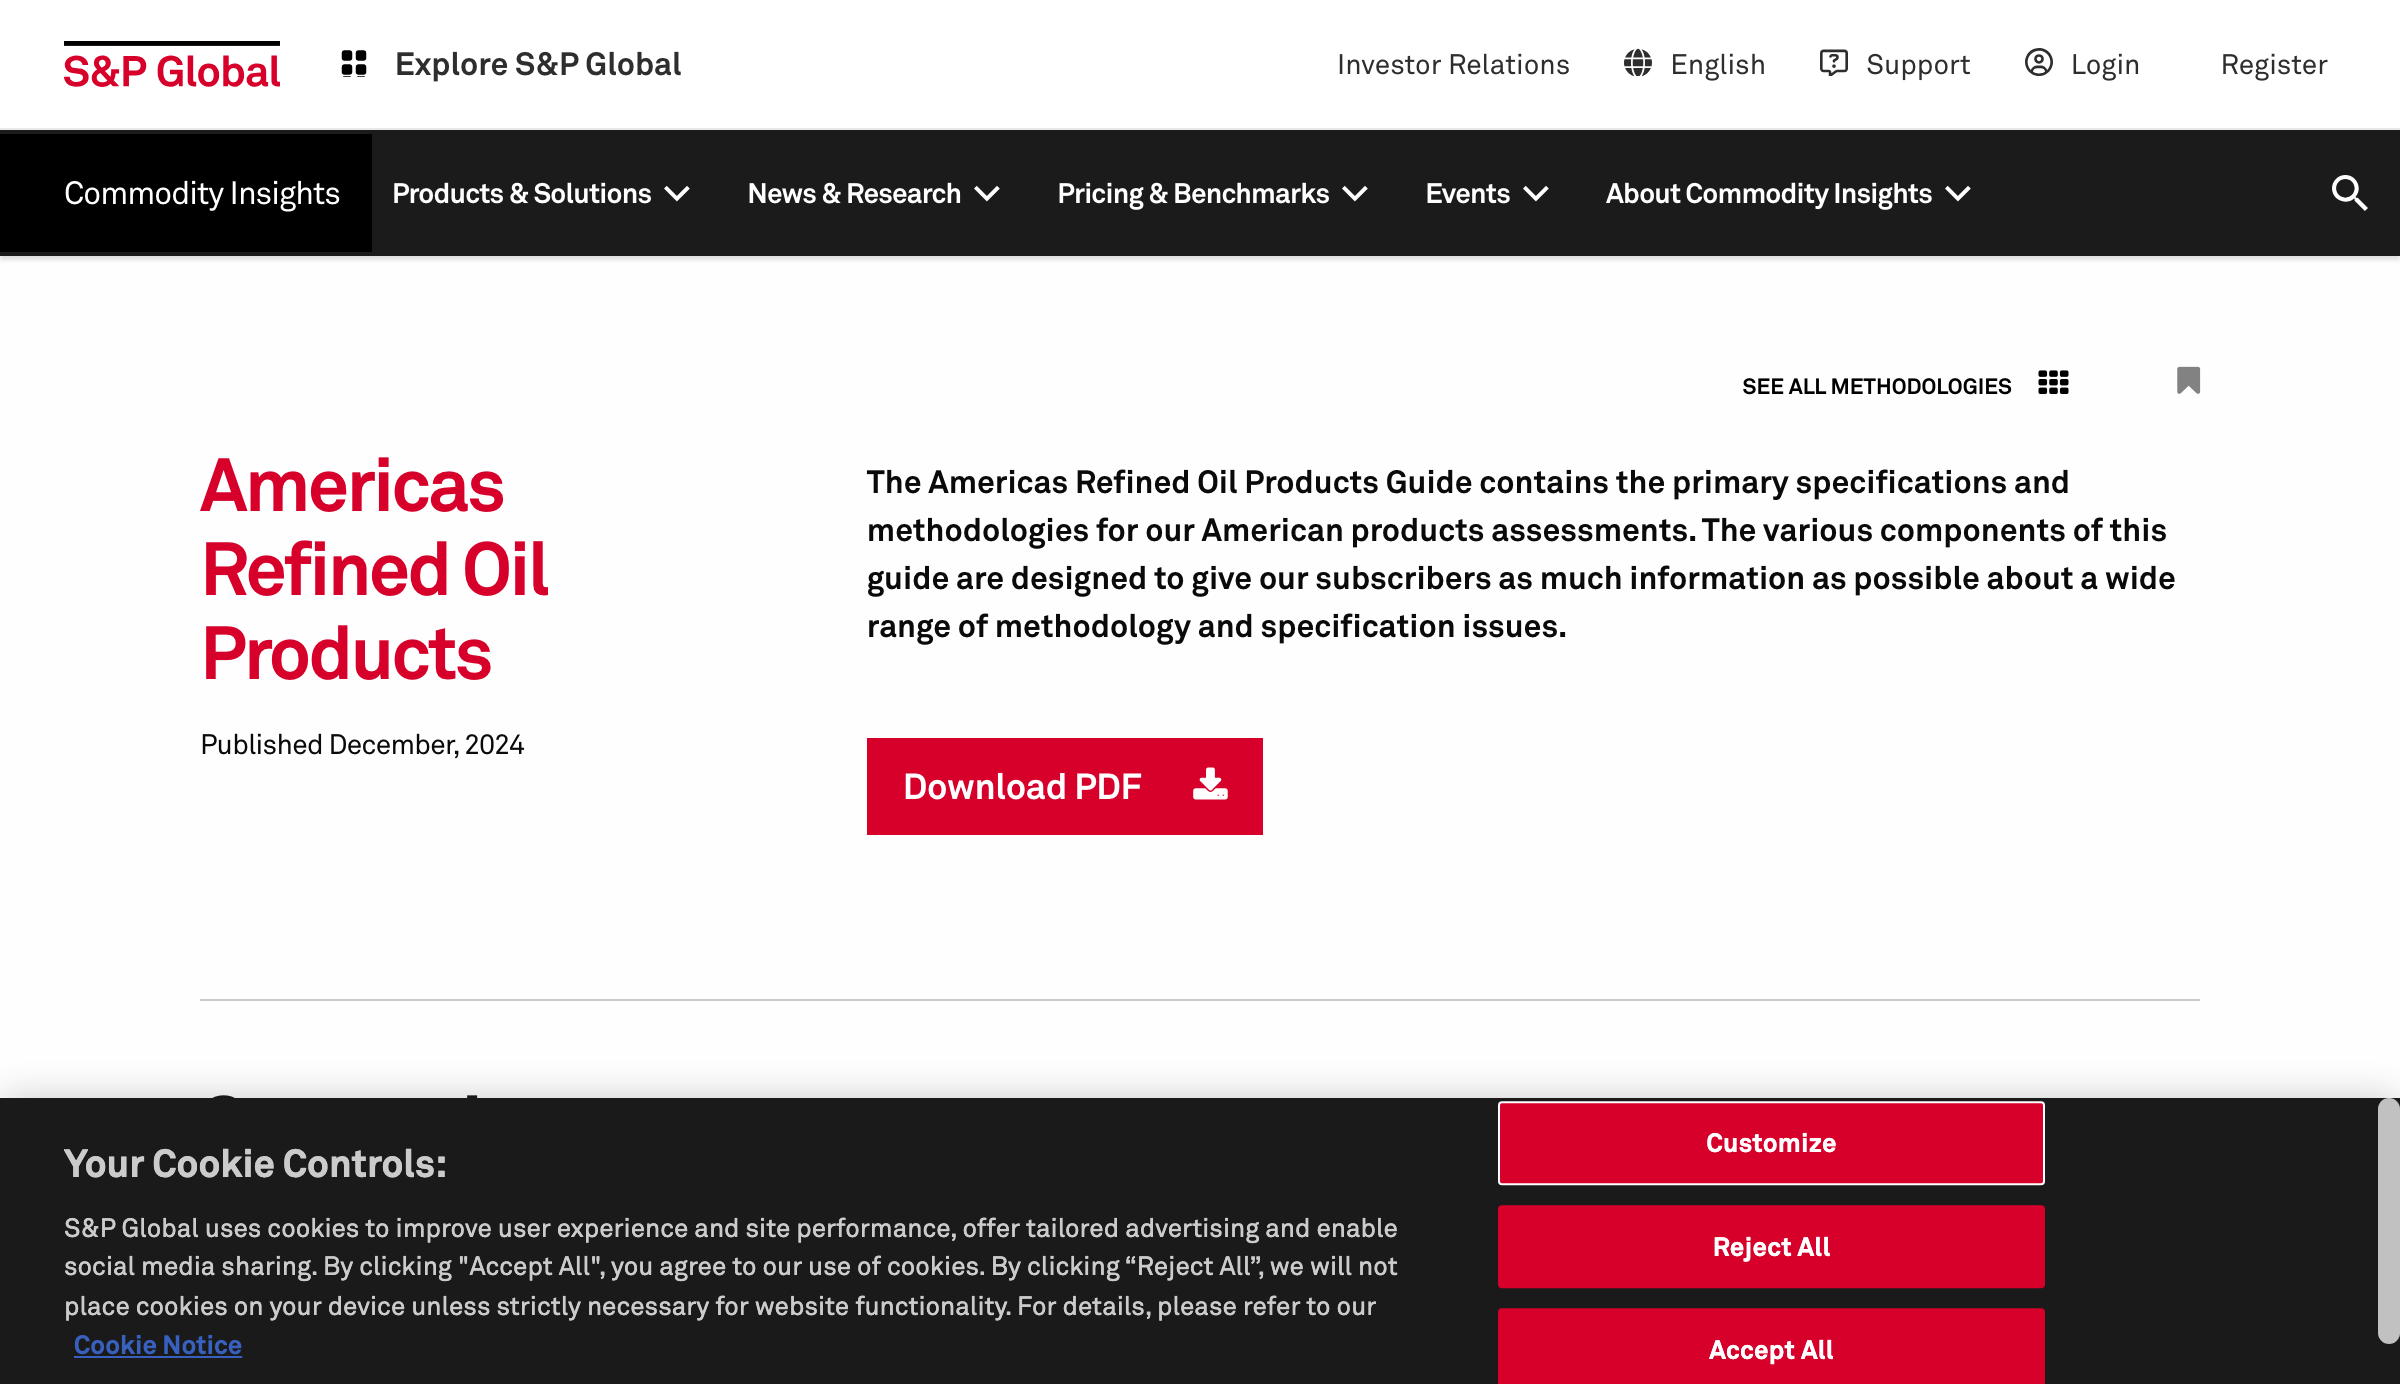 S&P Global
Explore S&P Global
Investor Relations
English
Support
Login
Register
Commodity Insights
Products & Solutions
News & Research
Pricing & Benchmarks
Events
About Commodity Insights
SEE ALL METHODOLOGIES
Americas
Refined Oil
Products
Published December, 2024
The Americas Refined Oil Products Guide contains the primary specifications and
methodologies for our American products assessments. The various components of this
guide are designed to give our subscribers as much information as possible about a wide
range of methodology and specification issues.
Download PDF
Your Cookie Controls:
S&P Global uses cookies to improve user experience and site performance, offer tailored advertising and enable
social media sharing. By clicking "Accept All", you agree to our use of cookies. By clicking “Reject All”, we will not
place cookies on your device unless strictly necessary for website functionality. For details, please refer to our
Cookie Notice
Customize
Reject All
Accept All